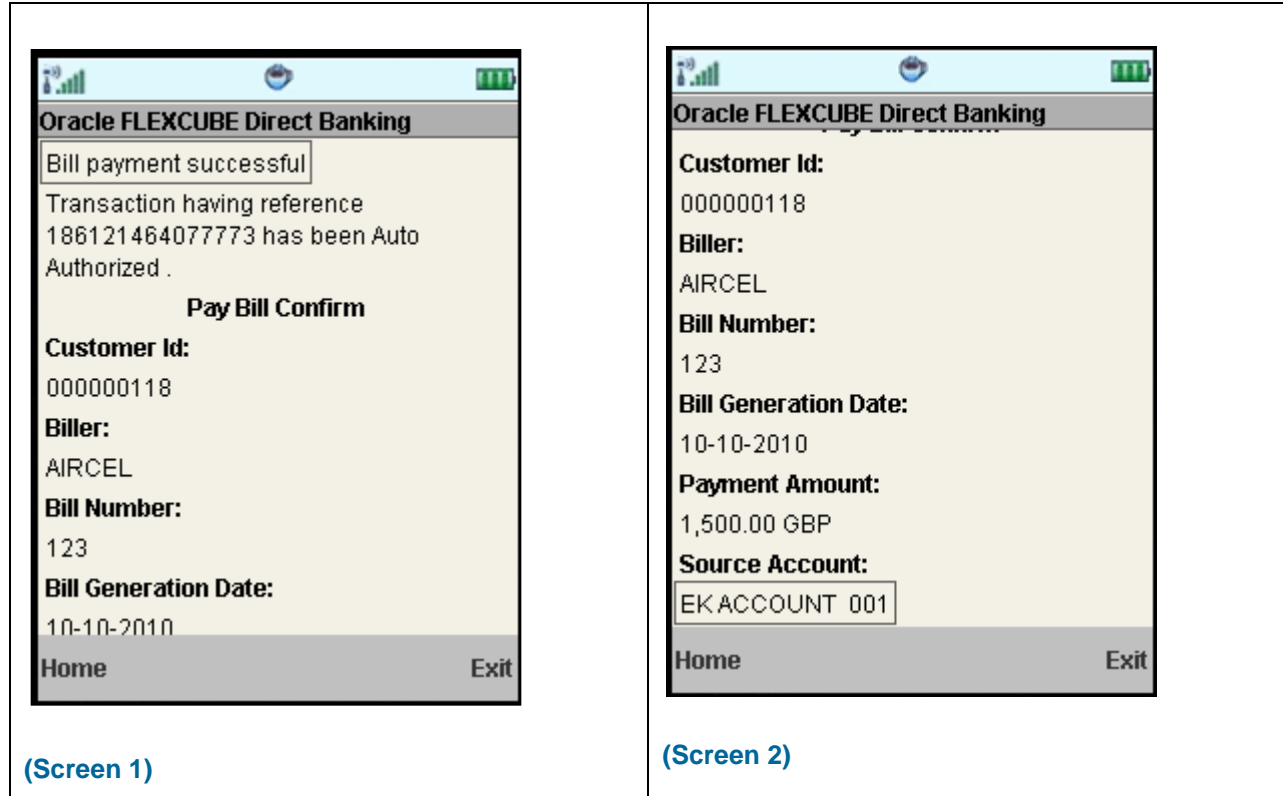 Oracle FLEXCUBE Direct Banking
Bill payment successful
Transaction having reference
186121464077773 has been Auto
Authorized .
Pay Bill Confirm
Customer Id:
000000118
Biller:
AIRCEL
Bill Number:
123
Bill Generation Date:
10-10-2010
Home Exit
(Screen 1)
Oracle FLEXCUBE Direct Banking
Customer Id:
000000118
Biller:
AIRCEL
Bill Number:
123
Bill Generation Date:
10-10-2010
Payment Amount:
1,500.00 GBP
Source Account:
EK ACCOUNT 001
Home Exit
(Screen 2)